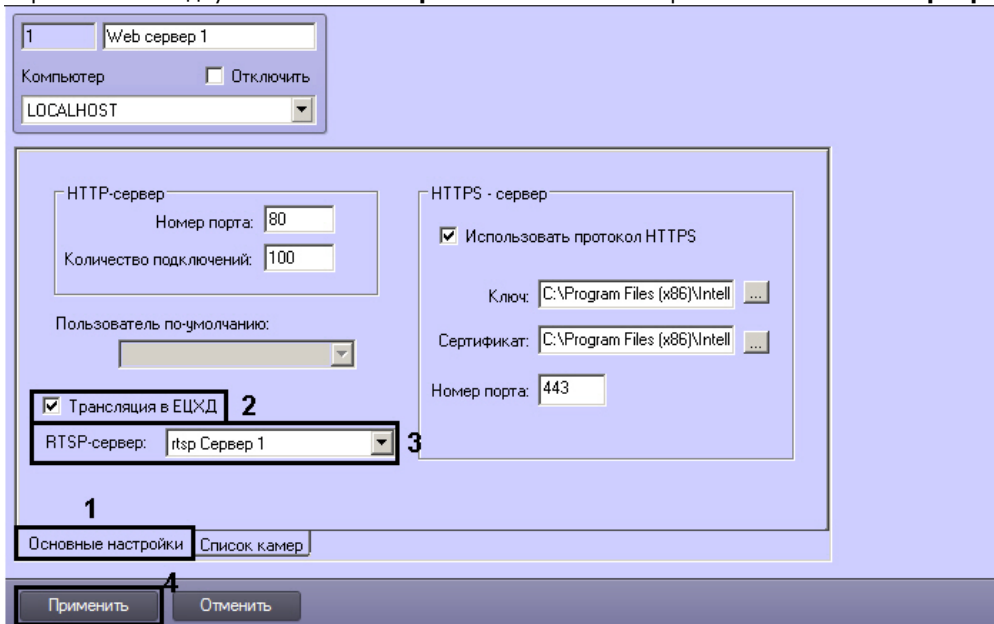 1 Web сервер 1
Компьютер Отключить
LOCALHOST
HTTP-сервер
Номер порта: 80
Количество подключений: 100
Пользователь по-умолчанию:
Трансляция в ЕЦХД 2
RTSP-сервер: rtsp Сервер 1 3
HTTPS - сервер
Использовать протокол HTTPS
Ключ: C:\Program Files (x86)\Intell ...
Сертификат: C:\Program Files (x86)\Intell ...
Номер порта: 443
1
Основные настройки Список камер
4
Применить Отменить